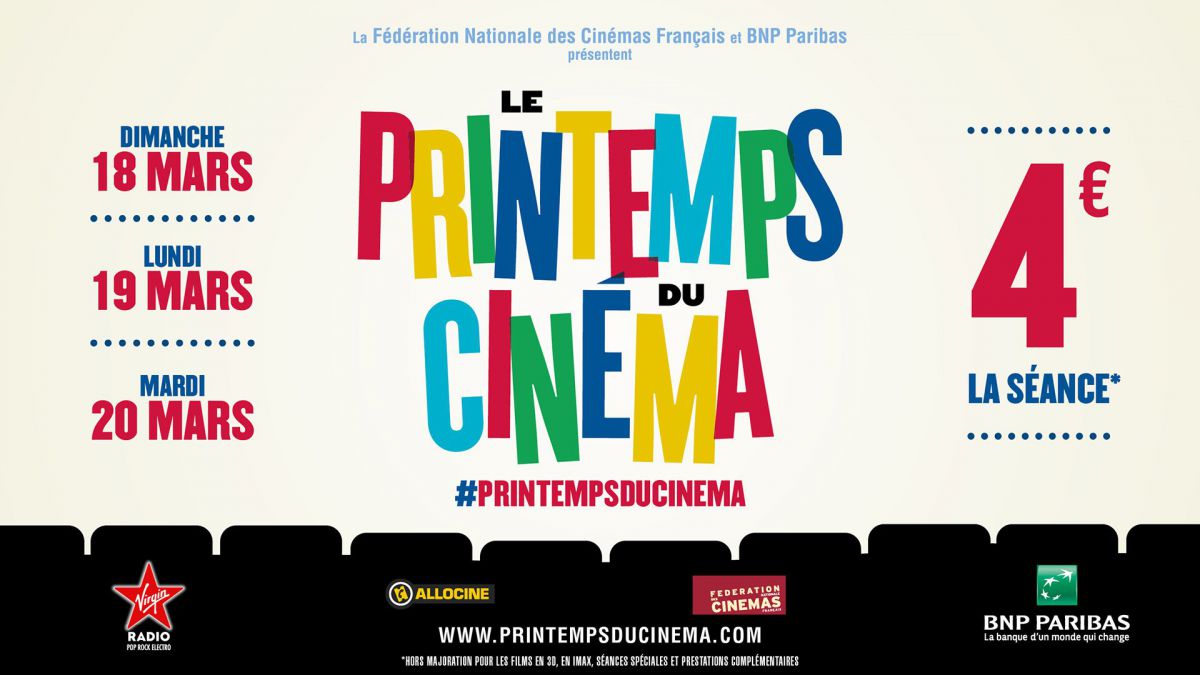 La Fédération Nationale des Cinémas Français et BNP Paribas
présentent
DIMANCHE
18 MARS
LUNDI
19 MARS
MARDI
20 MARS
LE
PRINTEMPS
DU
CINÉMA
#PRINTEMPSDUCINEMA
4€
LA SÉANCE*
Virgin
RADIO
POP ROCK ELECTRO
ALLOCINE
FEDERATION
NATIONALE
DES CINEMAS
FRANÇAIS
BNP PARIBAS
La banque d'un monde qui change
WWW.PRINTEMPSDUCINEMA.COM
*HORS MAJORATION POUR LES FILMS EN 3D, EN IMAX, SÉANCES SPÉCIALES ET PRESTATIONS COMPLÉMENTAIRES